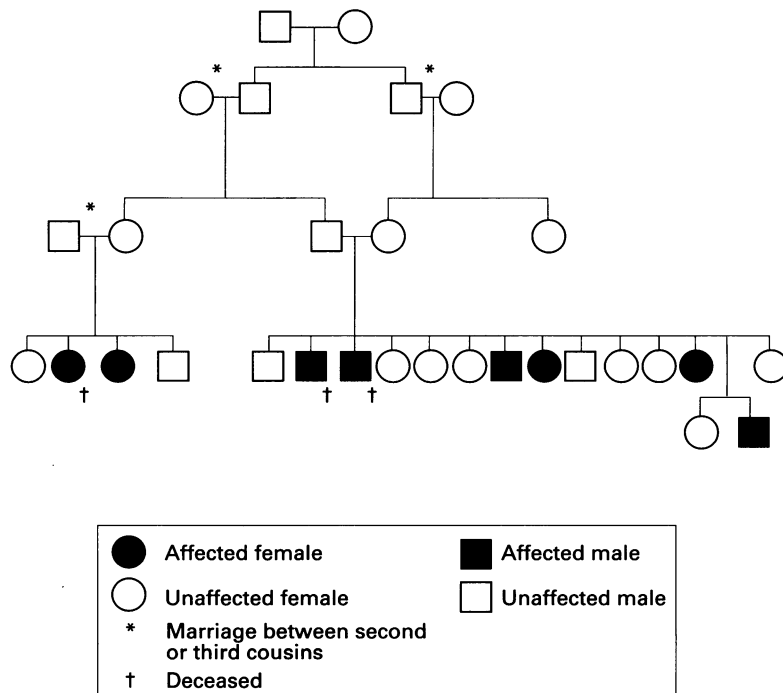 *
*
*
†
†
†
Affected female
Affected male
Unaffected female
Unaffected male
* Marriage between second
or third cousins
† Deceased